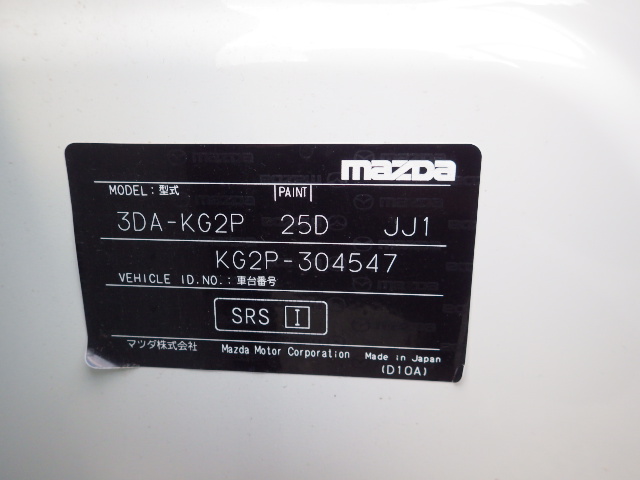 mazda
MODEL:型式 PAINT
3DA-KG2P 25D JJ1
KG2P-304547
VEHICLE ID.NO.:車台番号
SRS I
マツダ株式会社 Mazda Motor Corporation Made in Japan
(D10A)